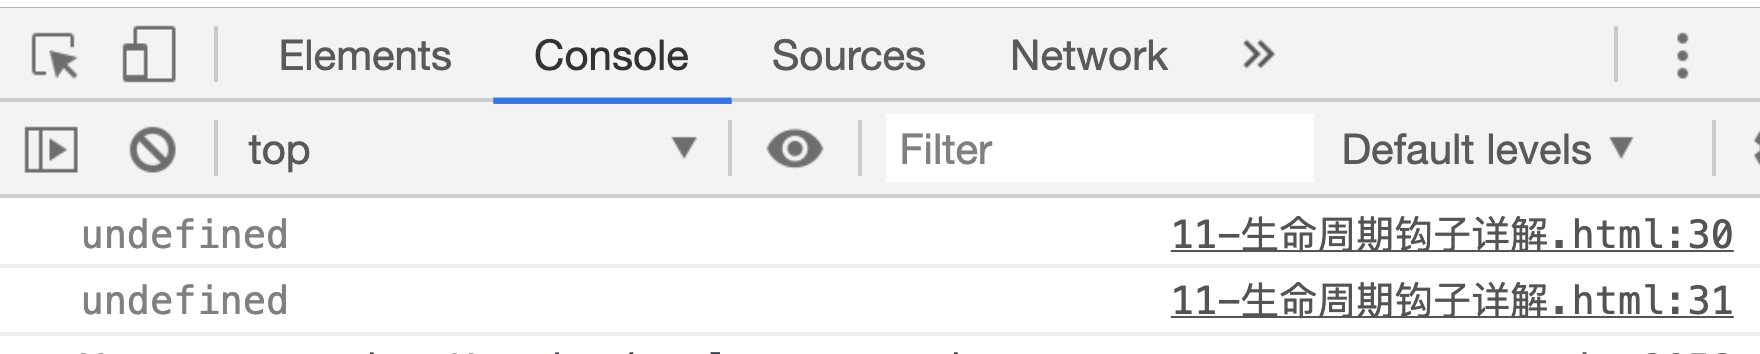 Elements Console Sources Network
top Filter Default levels
undefined 11-生命周期钩子详解.html:30
undefined 11-生命周期钩子详解.html:31